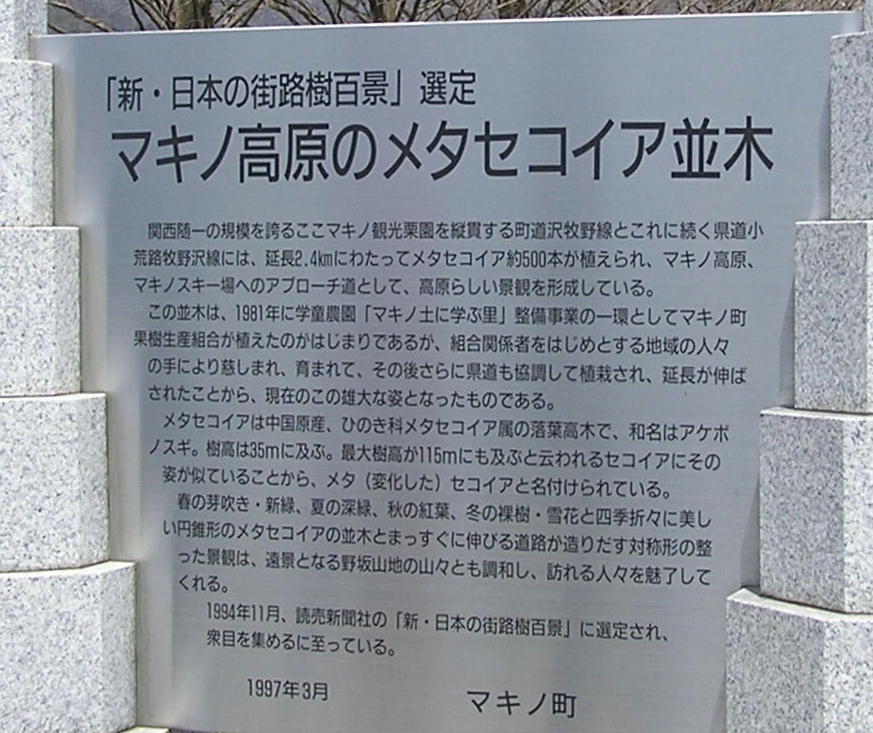 「新・日本の街路樹百景」選定
マキノ高原のメタセコイア並木
関西随一の規模を誇るここマキノ観光栗園を縦貫する町道沢牧野線とこれに続く県道小
荒路牧野沢線には、延長2.4kmにわたってメタセコイア約500本が植えられ、マキノ高原、
マキノスキー場へのアプローチ道として、高原らしい景観を形成している。
この並木は、1981年に学童農園「マキノ土に学ぶ里」整備事業の一環としてマキノ町
果樹生産組合が植えたのがはじまりであるが、組合関係者をはじめとする地域の人々
の手により慈しまれ、育まれて、その後さらに県道も協調して植栽され、延長が伸ば
されたことから、現在のこの雄大な姿となったものである。
メタセコイアは中国原産、ひのき科メタセコイア属の落葉高木で、和名はアケボ
ノスギ。樹高は35mに及ぶ。最大樹高が115mにも及ぶと云われるセコイアにその
姿が似ていることから、メタ（変化した）セコイアと名付けられている。
春の芽吹き・新緑、夏の深緑、秋の紅葉、冬の裸樹・雪花と四季折々に美し
い円錐形のメタセコイアの並木とまっすぐに伸びる道路が造りだす対称形の整
った景観は、遠景となる野坂山地の山々とも調和し、訪れる人々を魅了して
くれる。
1994年11月、読売新聞社の「新・日本の街路樹百景」に選定され、
衆目を集めるに至っている。
1997年3月 マキノ町